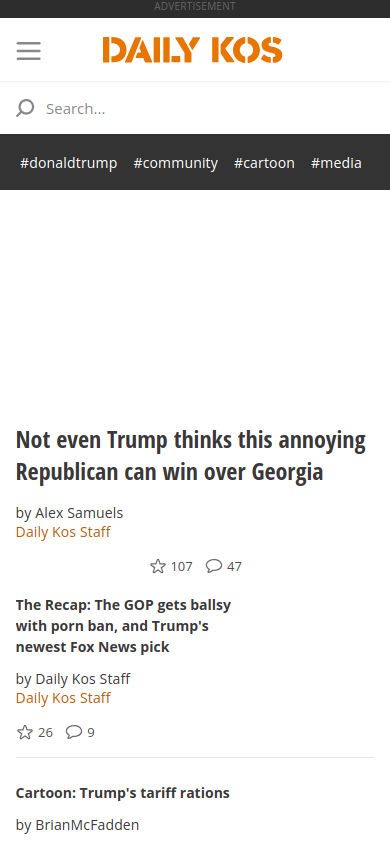 ADVERTISEMENT
DAILY KOS
Search...
#donaldtrump #community #cartoon #media
Not even Trump thinks this annoying
Republican can win over Georgia
by Alex Samuels
Daily Kos Staff
107 47
The Recap: The GOP gets ballsy
with porn ban, and Trump's
newest Fox News pick
by Daily Kos Staff
Daily Kos Staff
26 9
Cartoon: Trump's tariff rations
by BrianMcFadden